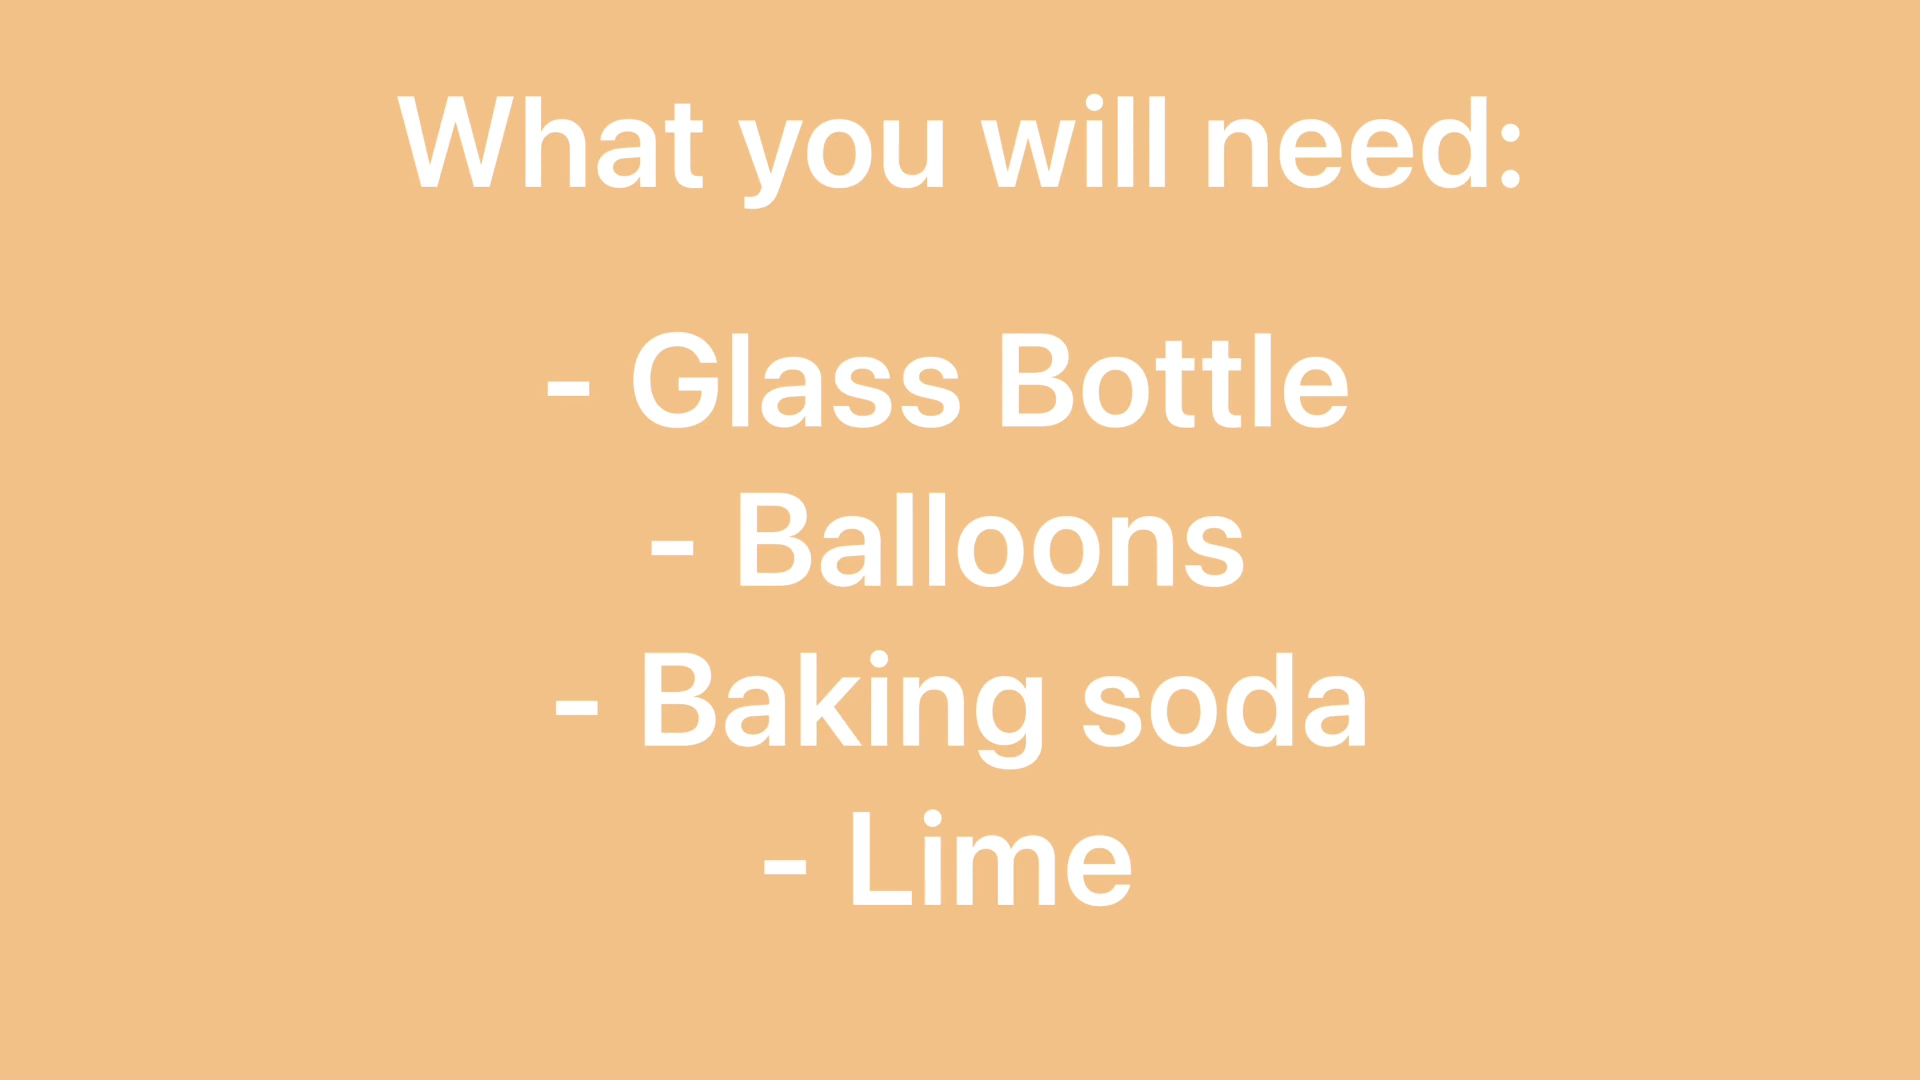 What you will need:
- Glass Bottle
- Balloons
- Baking soda
- Lime